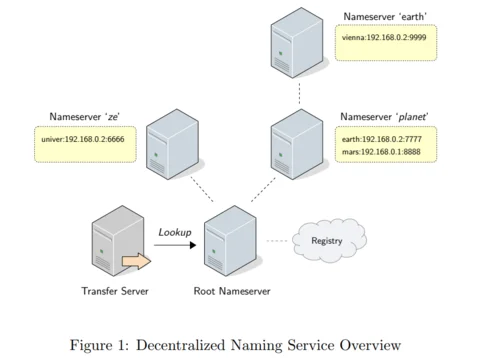 Nameserver 'earth'
vienna:192.168.0.2:9999
Nameserver 'ze'
univer:192.168.0.2:6666
Nameserver 'planet'
earth:192.168.0.2:7777
mars:192.168.0.1:8888
Lookup
Registry
Transfer Server
Root Nameserver
Figure 1: Decentralized Naming Service Overview